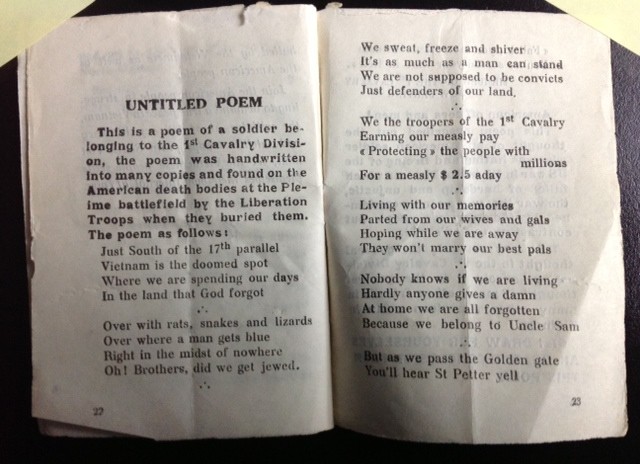 UNTITLED POEM
This is a poem of a soldier be-
longing to the 1st Cavalry Divisi-
on, the poem was handwritten
into many copies and found on the
American death bodies at the Ple-
ime battlefield by the Liberation
Troops when they buried them.
The poem as follows:
Just South of the 17th parallel
Vietnam is the doomed spot
Where we are spending our days
In the land that God forgot
∴
Over with rats, snakes and lizards
Over where a man gets blue
Right in the midst of nowhere
Oh! Brothers, did we get jewed.
∴
22
We sweat, freeze and shiver
It's as much as a man can stand
We are not supposed to be convicts
Just defenders of our land,
∴
We the troopers of the 1st Cavalry
Earning our measly pay
« Protecting » the people with
millions
For a measly $ 2.5 aday
∴
Living with our memories
Parted from our wives and gals
Hoping while we are away
They won't marry our best pals
∴
Nobody knows if we are living
Hardly anyone gives a damn
At home we are all forgotten
Because we belong to Uncle Sam
∴
But as we pass the Golden gate
You'll hear St Petter yell
23